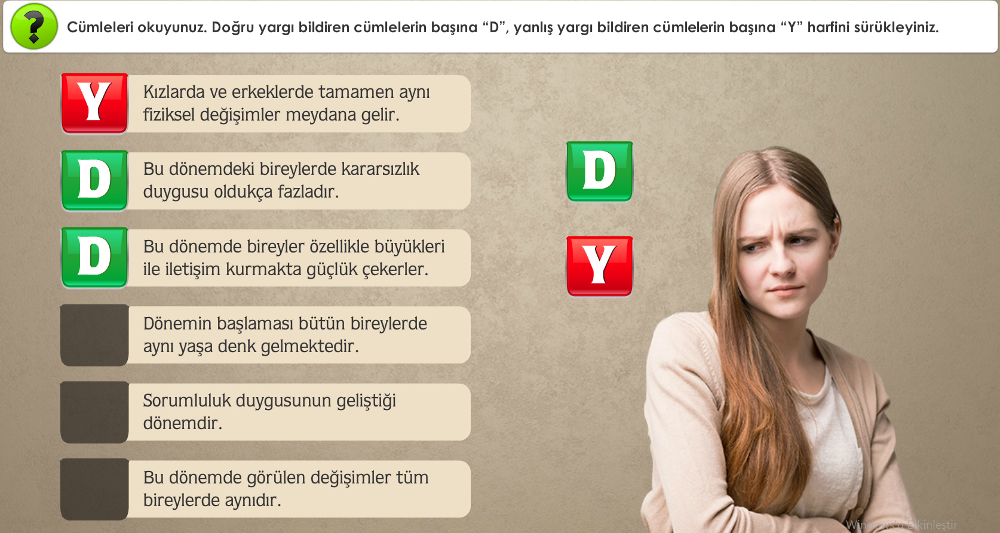 ?
Cümleleri okuyunuz. Doğru yargı bildiren cümlelerin başına “D”, yanlış yargı bildiren cümlelerin başına “Y” harfini sürükleyiniz.
Y
Kızlarda ve erkeklerde tamamen aynı
fiziksel değişimler meydana gelir.
D
Bu dönemdeki bireylerde kararsızlık
duygusu oldukça fazladır.
D
Bu dönemde bireyler özellikle büyükleri
ile iletişim kurmakta güçlük çekerler.
Dönemin başlaması bütün bireylerde
aynı yaşa denk gelmektedir.
Sorumluluk duygusunun geliştiği
dönemdir.
Bu dönemde görülen değişimler tüm
bireylerde aynıdır.
D
Y
Windows'u Etkinleştir